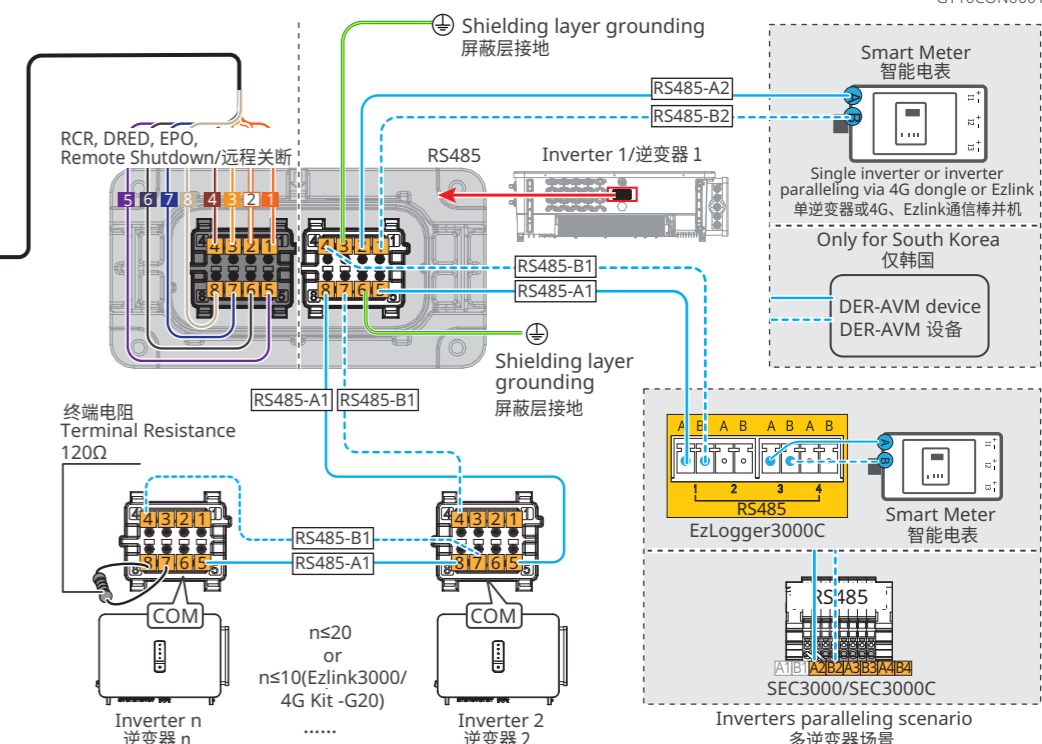 Shielding layer grounding
屏蔽层接地
Smart Meter
智能电表
RS485-A2
RS485-B2
A
B
RCR, DRED, EPO,
Remote Shutdown/远程关断
RS485
Inverter 1/逆变器 1
Single inverter or inverter
paralleling via 4G dongle or Ezlink
单逆变器或4G、Ezlink通信棒并机
5 6 7 8 4 3 2 1
4 3 2 1
4 3 2 1
8 7 6 5
8 7 6 5
Only for South Korea
仅韩国
RS485-B1
RS485-A1
DER-AVM device
DER-AVM 设备
Shielding layer
grounding
屏蔽层接地
RS485-A1 RS485-B1
终端电阻
Terminal Resistance
120Ω
A B A B A B A B
1 2 3 4
RS485
EzLogger3000C
A
B
Smart Meter
智能电表
4 3 2 1
8 7 6 5
RS485-B1
RS485-A1
4 3 2 1
8 7 6 5
COM
COM
RS485
A1 B1 A2 B2 A3 B3 A4 B4
SEC3000/SEC3000C
n≤20
or
n≤10(Ezlink3000/
4G Kit -G20)
......
Inverter n
逆变器 n
Inverter 2
逆变器 2
Inverters paralleling scenario
多逆变器场景